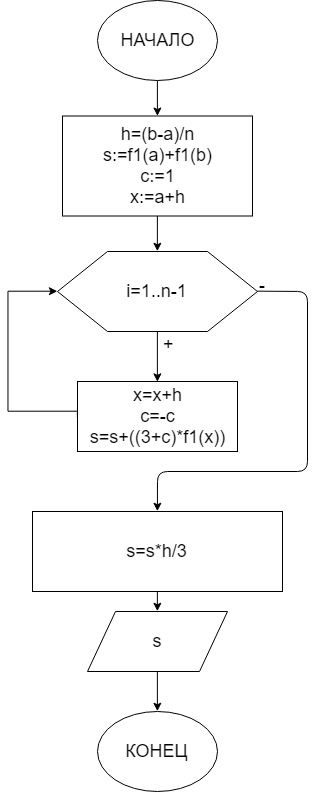 НАЧАЛО
h=(b-a)/n
s:=f1(a)+f1(b)
c:=1
x:=a+h
i=1..n-1
-
+
x=x+h
c=-c
s=s+((3+c)*f1(x))
s=s*h/3
s
КОНЕЦ